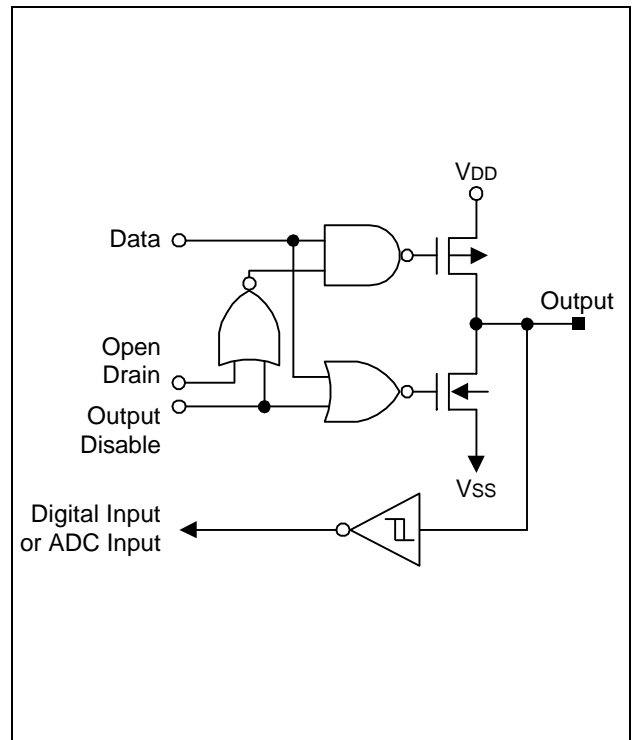 VDD
Data
Output
Open
Drain
Output
Disable
VSS
Digital Input
or ADC Input